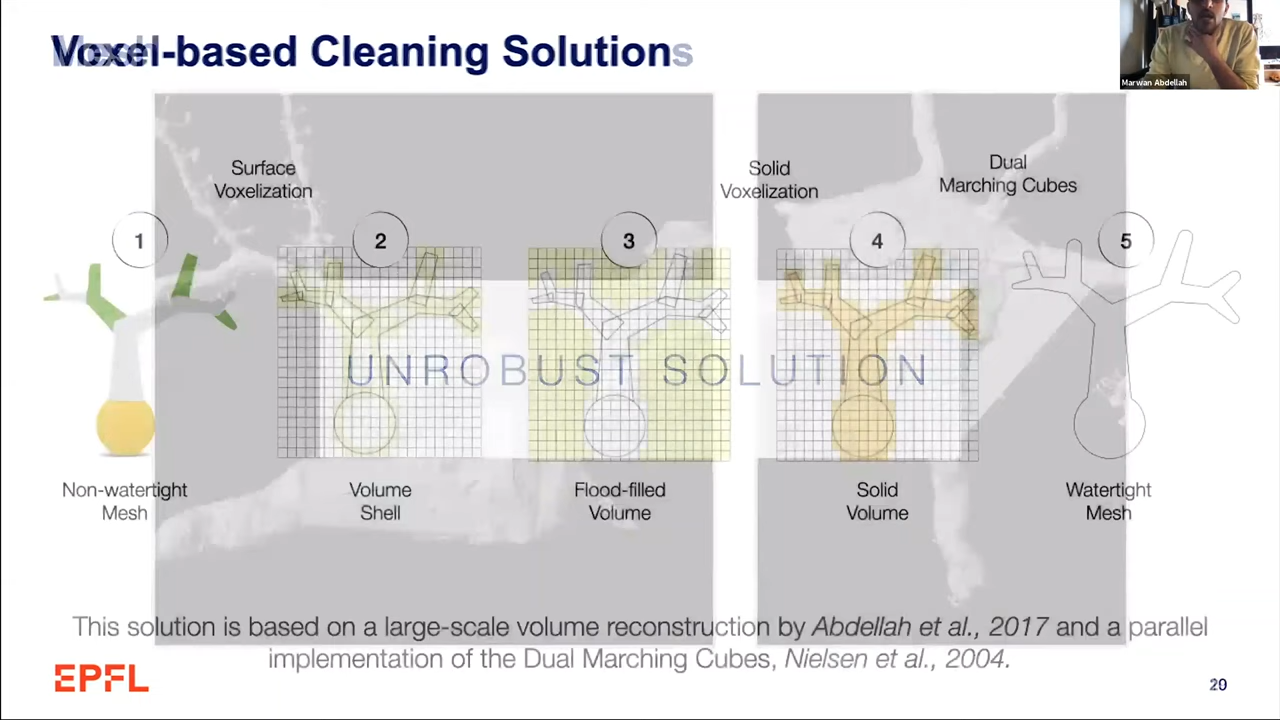 Voxel-based Cleaning Solutions
Marwan Abdellah
Surface
Voxelization
Solid
Voxelization
Dual
Marching Cubes
1
2
3
4
5
UNROBUST SOLUTION
Non-watertight
Mesh
Volume
Shell
Flood-filled
Volume
Solid
Volume
Watertight
Mesh
This solution is based on a large-scale volume reconstruction by Abdellah et al., 2017 and a parallel
implementation of the Dual Marching Cubes, Nielsen et al., 2004.
EPFL